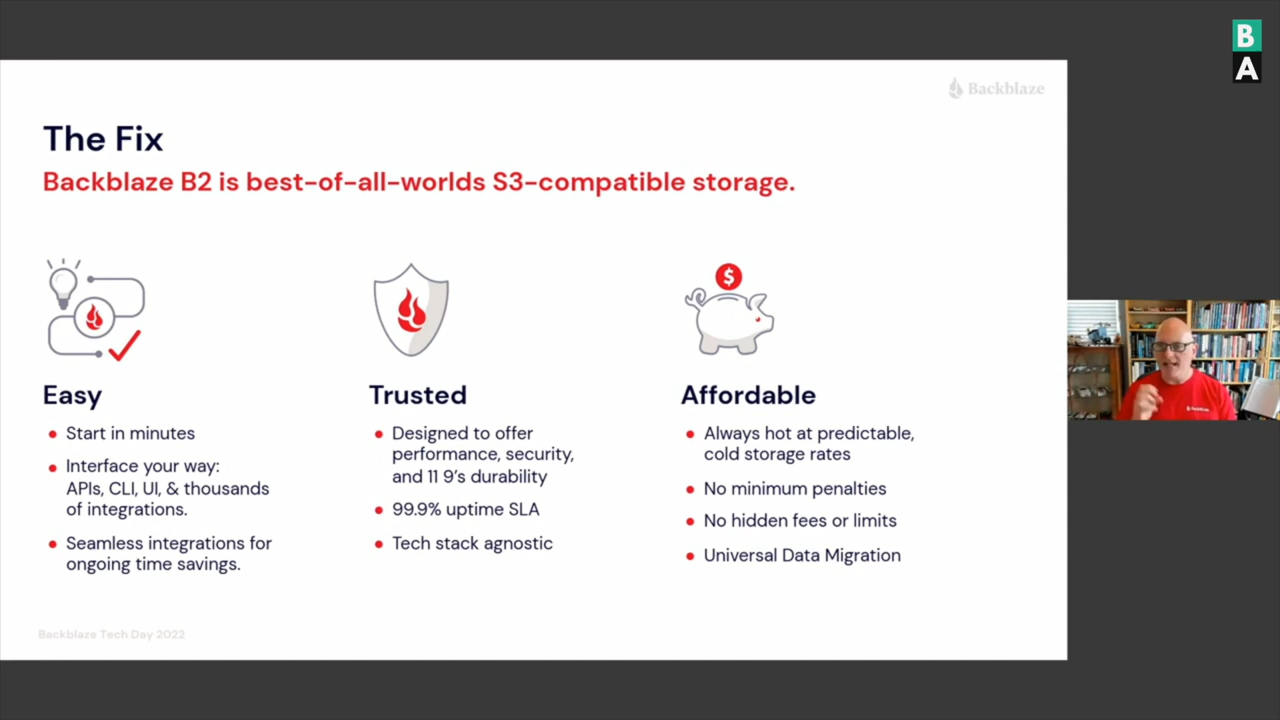 B
A
Backblaze
The Fix
Backblaze B2 is best-of-all-worlds S3-compatible storage.
$
Easy
• Start in minutes
• Interface your way:
APIs, CLI, UI, & thousands
of integrations.
• Seamless integrations for
ongoing time savings.
Trusted
• Designed to offer
performance, security,
and 11 9's durability
• 99.9% uptime SLA
• Tech stack agnostic
Affordable
• Always hot at predictable,
cold storage rates
• No minimum penalties
• No hidden fees or limits
• Universal Data Migration
Backblaze
Backblaze Tech Day 2022